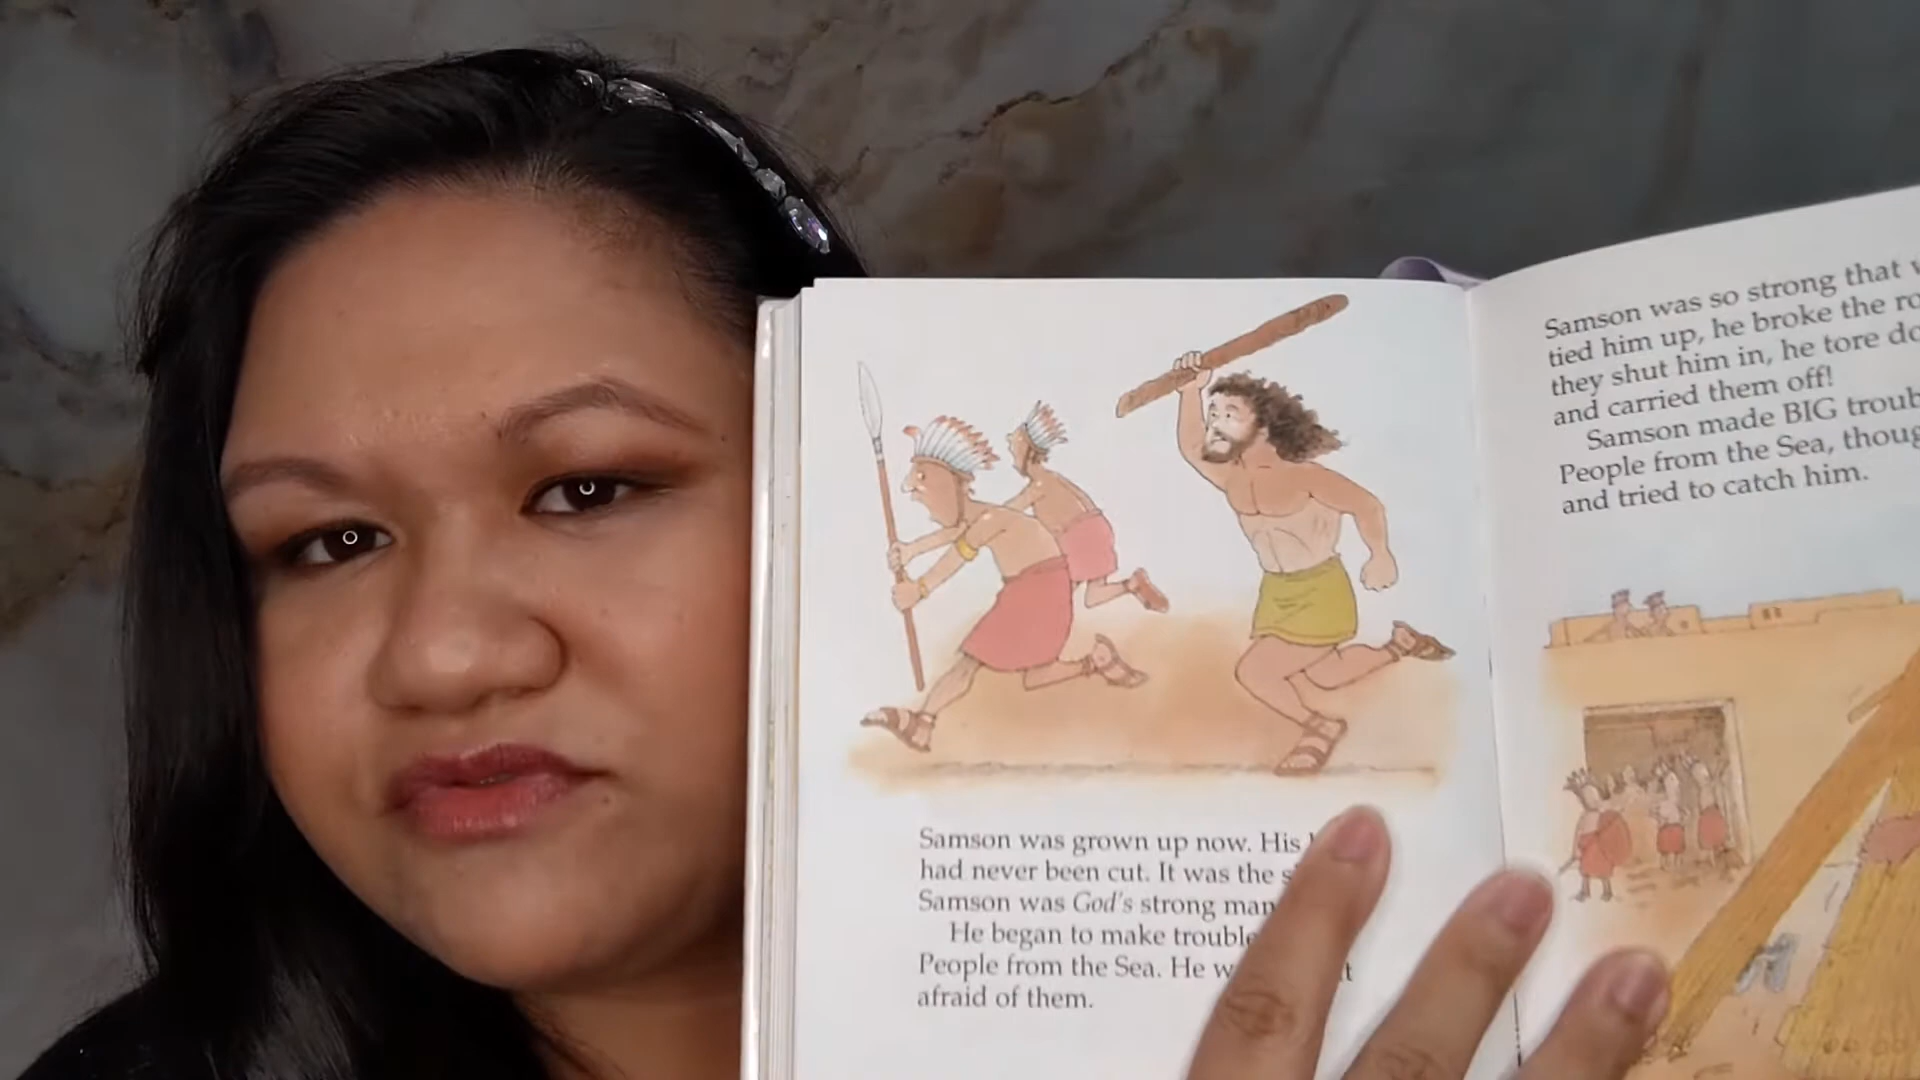 Samson was grown up now. His
had never been cut. It was the
Samson was God's strong man
He began to make trouble
People from the Sea. He
afraid of them.
Samson was so strong that
tied him up, he broke the
they shut him in, he tore
and carried them off!
Samson made BIG
People from the Sea,
and tried to catch him.